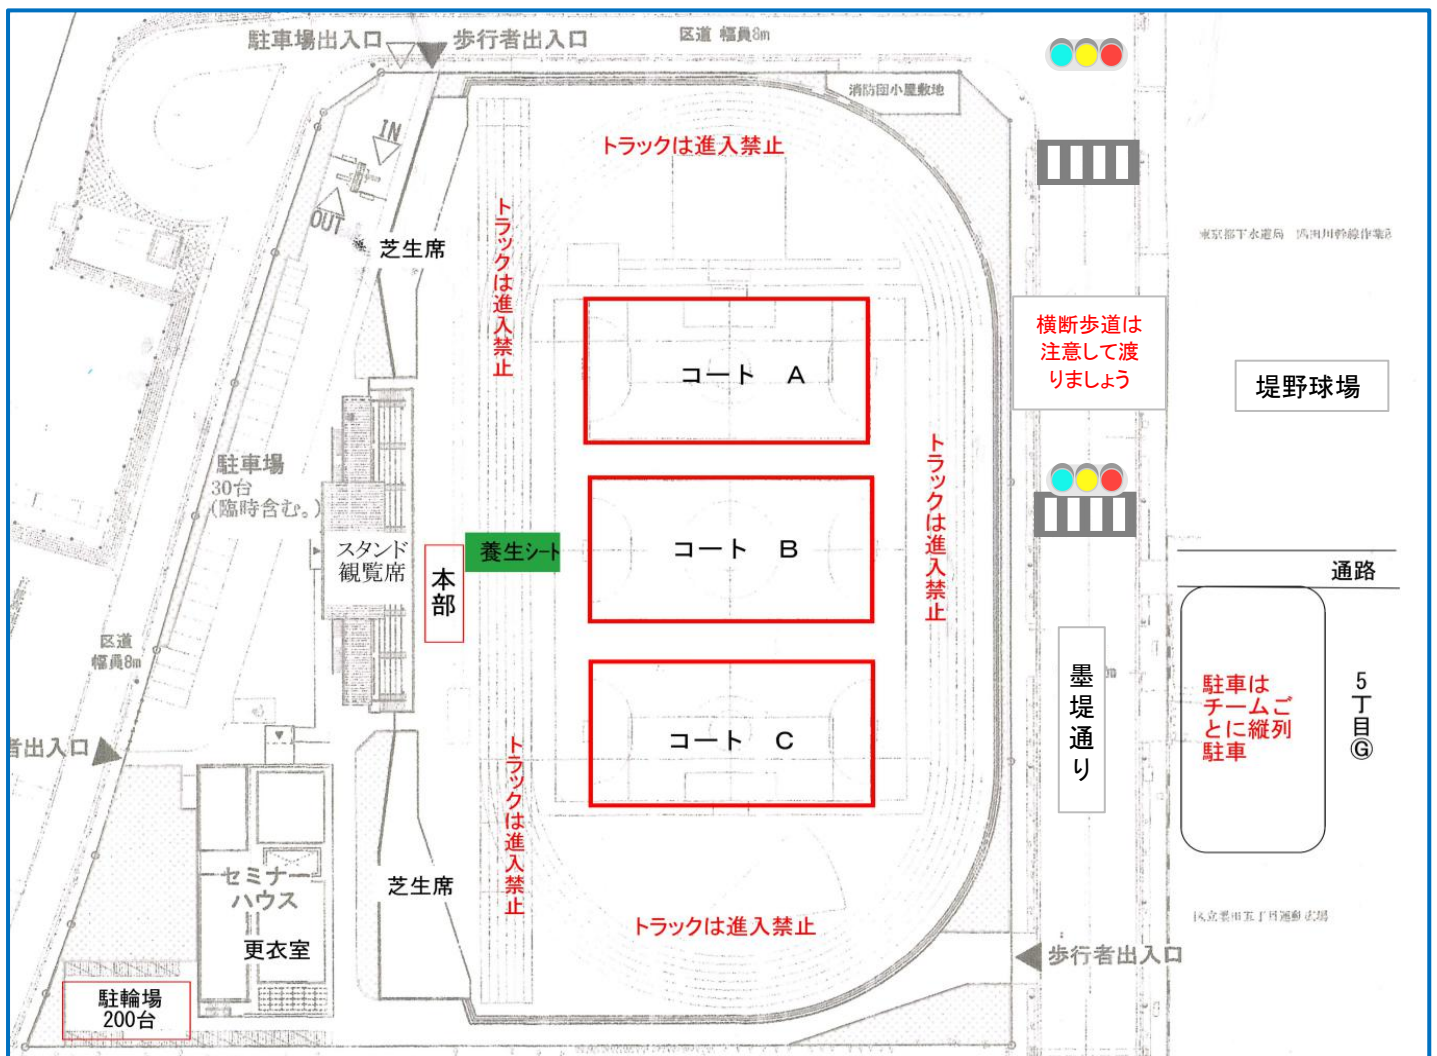 駐車場出入口
歩行者出入口
区道 幅員8m
消防団小屋敷地
トラックは進入禁止
IN
OUT
芝生席
トラックは進入禁止
東京都下水道局
横断歩道は
注意して渡
りましょう
堤野球場
コート A
トラックは進入禁止
駐車場
30台
(臨時含む。)
スタンド
観覧席
本部
養生シート
コート B
通路
区道
幅員8m
墨堤通り
駐車は
チームご
とに縦列
駐車
5丁目Ⓖ
者出入口
コート C
トラックは進入禁止
セミナー
ハウス
更衣室
芝生席
トラックは進入禁止
歩行者出入口
駐輪場
200台